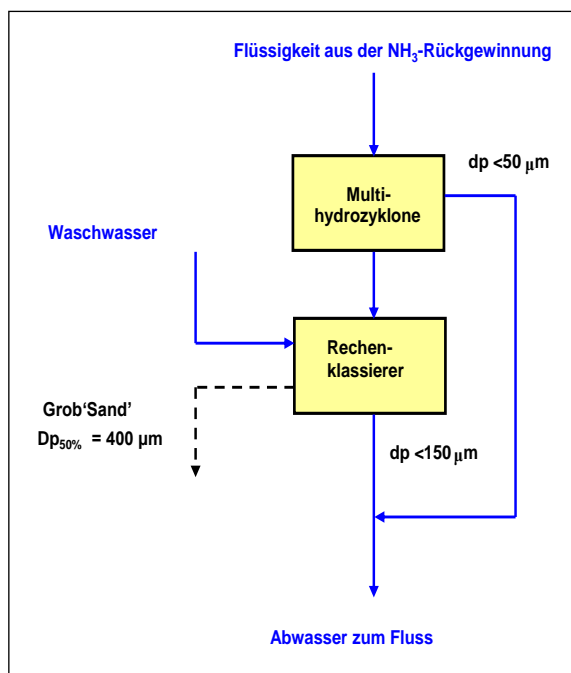 Flüssigkeit aus der NH₃-Rückgewinnung
dp <50 µm
Multi-
hydrozyklone
Waschwasser
Rechen-
klassierer
Grob‘Sand’
Dp₅₀% = 400 µm
dp <150 µm
Abwasser zum Fluss